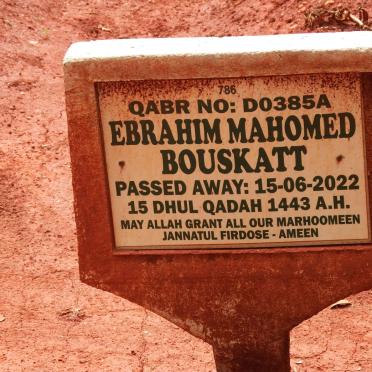 786
QABR NO: D0385A
EBRAHIM MAHOMED
BOUSKATT
PASSED AWAY: 15-06-2022
15 DHUL QADAH 1443 A.H.
MAY ALLAH GRANT ALL OUR MARHOOMEEN
JANNATUL FIRDOSE - AMEEN